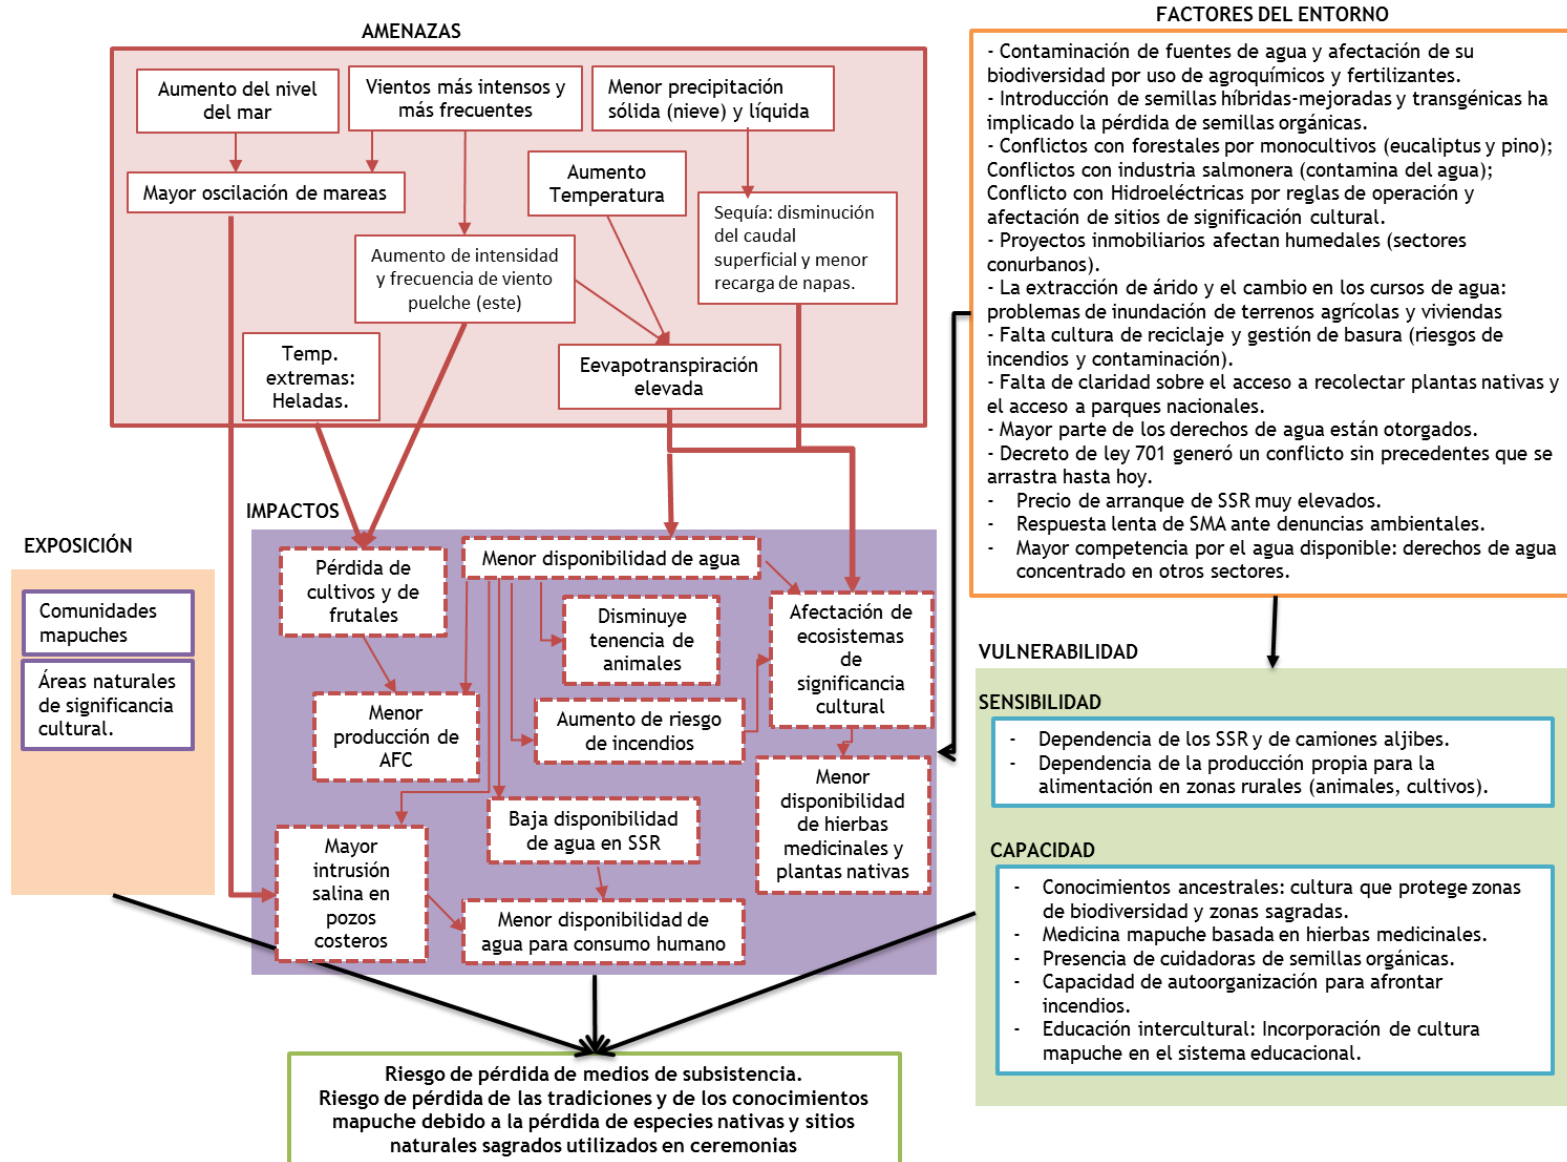 AMENAZAS
Aumento del nivel
del mar
Vientos más intensos y
más frecuentes
Menor precipitación
sólida (nieve) y líquida
Mayor oscilación de mareas
Aumento
Temperatura
Aumento de intensidad
y frecuencia de viento
puelche (este)
Sequía: disminución
del caudal
superficial y menor
recarga de napas.
Temp.
extremas:
Heladas.
Eevapotranspiración
elevada
FACTORES DEL ENTORNO
- Contaminación de fuentes de agua y afectación de su
biodiversidad por uso de agroquímicos y fertilizantes.
- Introducción de semillas híbridas-mejoradas y transgénicas ha
implicado la pérdida de semillas orgánicas.
- Conflictos con forestales por monocultivos (eucaliptus y pino);
Conflictos con industria salmonera (contamina del agua);
Conflicto con Hidroeléctricas por reglas de operación y
afectación de sitios de significación cultural.
- Proyectos inmobiliarios afectan humedales (sectores
conurbanos).
- La extracción de árido y el cambio en los cursos de agua:
problemas de inundación de terrenos agrícolas y viviendas
- Falta cultura de reciclaje y gestión de basura (riesgos de
incendios y contaminación).
- Falta de claridad sobre el acceso a recolectar plantas nativas y
el acceso a parques nacionales.
- Mayor parte de los derechos de agua están otorgados.
- Decreto de ley 701 generó un conflicto sin precedentes que se
arrastra hasta hoy.
- Precio de arranque de SSR muy elevados.
- Respuesta lenta de SMA ante denuncias ambientales.
- Mayor competencia por el agua disponible: derechos de agua
concentrado en otros sectores.
EXPOSICIÓN
Comunidades
mapuches
Áreas naturales
de significancia
cultural.
IMPACTOS
Pérdida de
cultivos y de
frutales
Menor disponibilidad de agua
Disminuye
tenencia de
animales
Afectación de
ecosistemas
de
significancia
cultural
Menor
producción de
AFC
Aumento de riesgo
de incendios
Menor
disponibilidad
de hierbas
medicinales y
plantas nativas
Baja disponibilidad
de agua en SSR
Mayor
intrusión
salina en
pozos
costeros
Menor disponibilidad de
agua para consumo humano
VULNERABILIDAD
SENSIBILIDAD
- Dependencia de los SSR y de camiones aljibes.
- Dependencia de la producción propia para la
alimentación en zonas rurales (animales, cultivos).
CAPACIDAD
- Conocimientos ancestrales: cultura que protege zonas
de biodiversidad y zonas sagradas.
- Medicina mapuche basada en hierbas medicinales.
- Presencia de cuidadoras de semillas orgánicas.
- Capacidad de autoorganización para afrontar
incendios.
- Educación intercultural: Incorporación de cultura
mapuche en el sistema educacional.
Riesgo de pérdida de medios de subsistencia.
Riesgo de pérdida de las tradiciones y de los conocimientos
mapuche debido a la pérdida de especies nativas y sitios
naturales sagrados utilizados en ceremonias